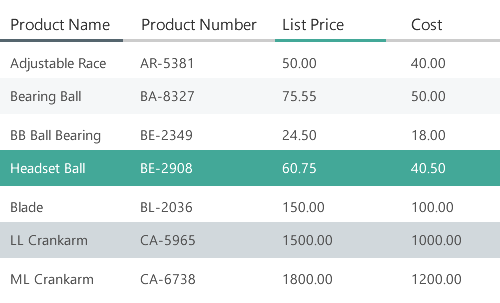 Product Name Product Number List Price Cost
Adjustable Race AR-5381 50.00 40.00
Bearing Ball BA-8327 75.55 50.00
BB Ball Bearing BE-2349 24.50 18.00
Headset Ball BE-2908 60.75 40.50
Blade BL-2036 150.00 100.00
LL Crankarm CA-5965 1500.00 1000.00
ML Crankarm CA-6738 1800.00 1200.00